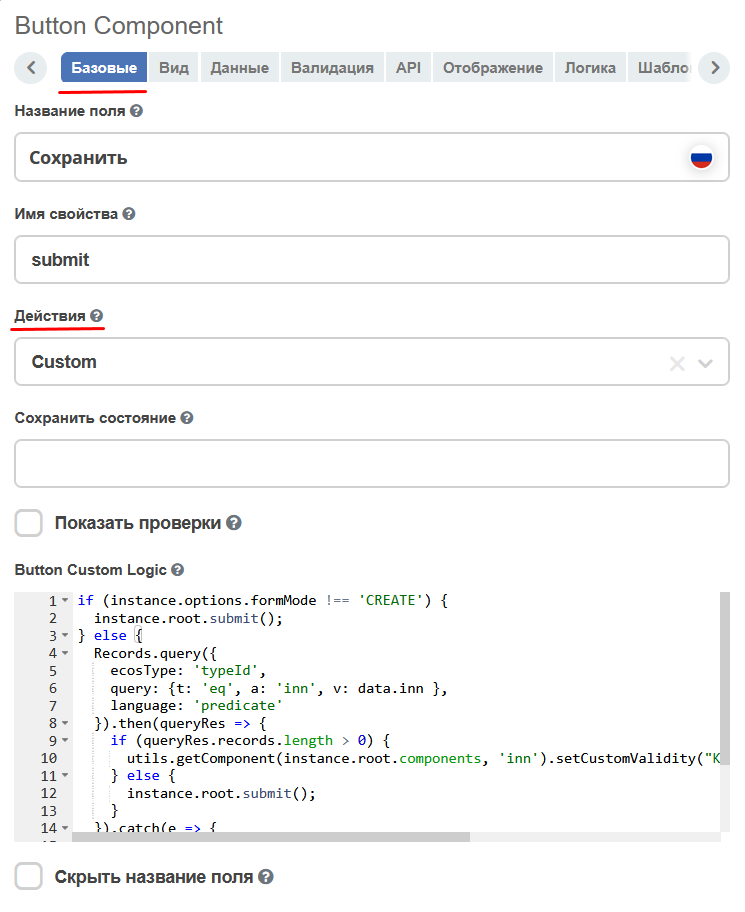 Button Component
Базовые Вид Данные Валидация API Отображение Логика Шабло
Название поля
Сохранить
Имя свойства
submit
Действия
Custom
Сохранить состояние
Показать проверки
Button Custom Logic
1 if (instance.options.formMode !== 'CREATE') {
2 instance.root.submit();
3 } else {
4 Records.query({
5 ecosType: 'typeId',
6 query: {t: 'eq', a: 'inn', v: data.inn },
7 language: 'predicate'
8 }).then(queryRes => {
9 if (queryRes.records.length > 0) {
10 utils.getComponent(instance.root.components, 'inn').setCustomValidity("К
11 } else {
12 instance.root.submit();
13 }
14 }).catch(e => {
Скрыть название поля